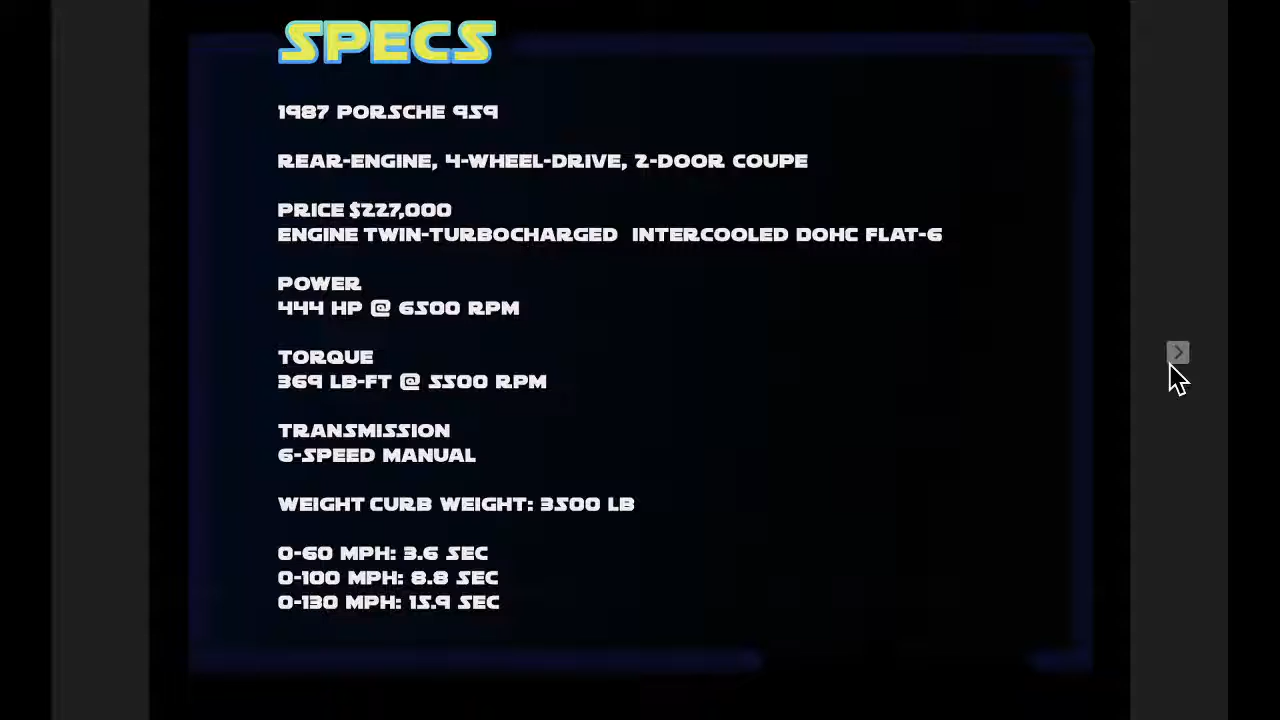 SPECS
1987 PORSCHE 959
REAR-ENGINE, 4-WHEEL-DRIVE, 2-DOOR COUPE
PRICE $227,000
ENGINE TWIN-TURBOCHARGED  INTERCOOLED DOHC FLAT-6
POWER
444 HP @ 6500 RPM
TORQUE
369 LB-FT @ 5500 RPM
TRANSMISSION
6-SPEED MANUAL
WEIGHT CURB WEIGHT: 3500 LB
0-60 MPH: 3.6 SEC
0-100 MPH: 8.8 SEC
0-130 MPH: 15.9 SEC